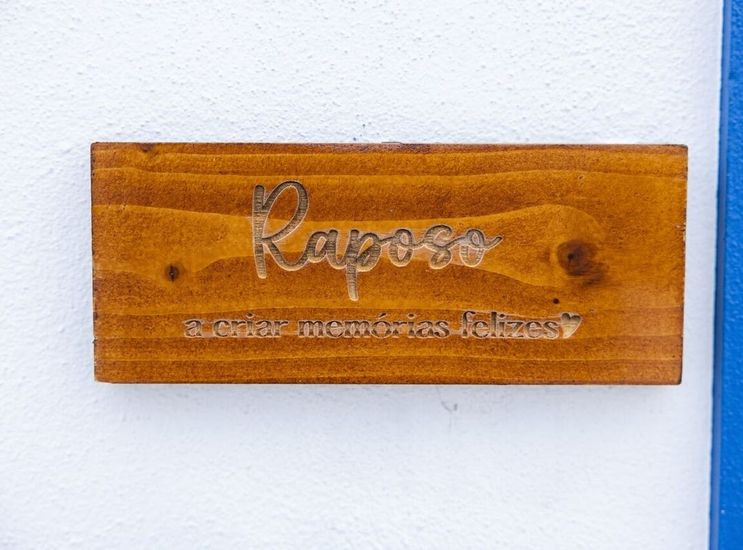 Raposo
a criar memórias felizes♥